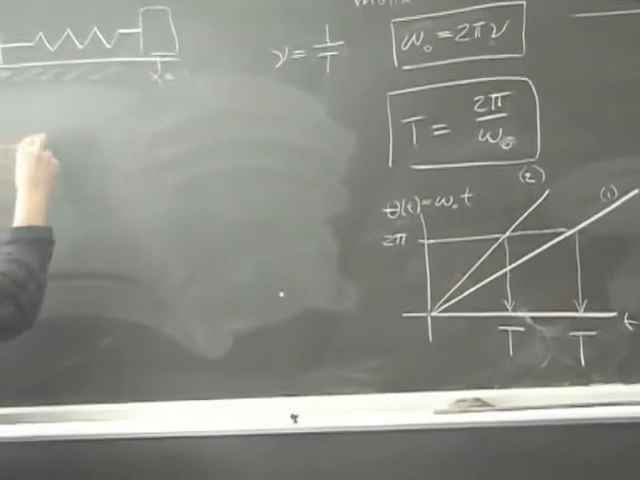 x=
ν = 1/T
ω₀ = 2πν
T = 2π/ω₀
θ(t) = ω₀t
(2)
(1)
2π
t
T
T